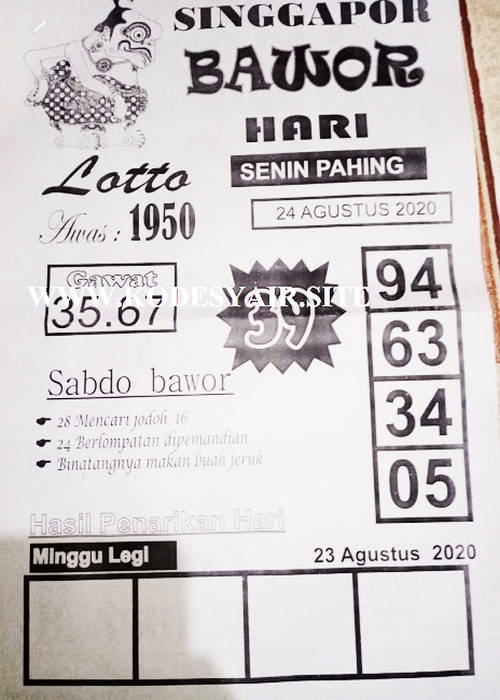 SINGGAPOR
BAWOR
HARI
SENIN PAHING
24 AGUSTUS 2020
Lotto
Awas : 1950
Gawat
35.67
WWW.KODESYAIR.SITE
39
94
63
34
05
Sabdo bawor
28 Mencari jodoh 16
24 Berlompatan dipemandian
Binatangnya makan buah jeruk
Hasil Penarikan Hari
Minggu Legi
23 Agustus 2020